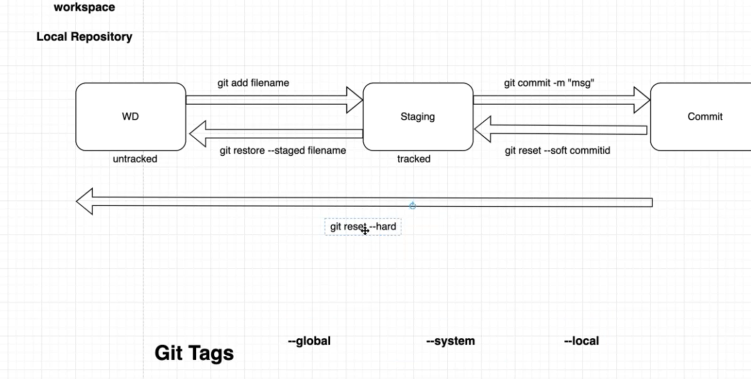 workspace
Local Repository
git add filename
git commit -m "msg"
WD
Staging
Commit
git restore --staged filename
git reset --soft commitid
untracked
tracked
git reset --hard
--global
--system
--local
Git Tags